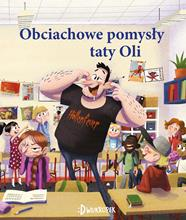 Obciachowe pomysły
taty Oli
DWUKROPEK